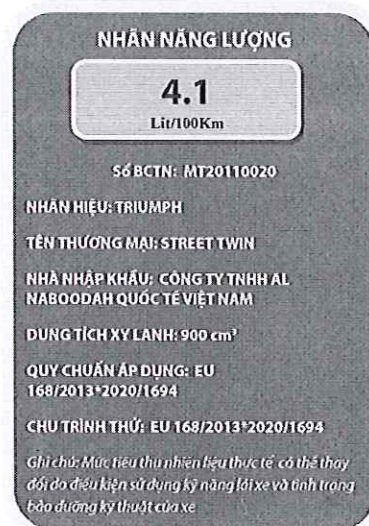 NHÃN NĂNG LƯỢNG
4.1
Lit/100Km
Số BCTN: MT20110020
NHÃN HIỆU: TRIUMPH
TÊN THƯƠNG MẠI: STREET TWIN
NHÀ NHẬP KHẨU: CÔNG TY TNHH AL
NABOODAH QUỐC TẾ VIỆT NAM
DUNG TÍCH XY LANH: 900 cm³
QUY CHUẨN ÁP DỤNG: EU
168/2013*2020/1694
CHU TRÌNH THỬ: EU 168/2013*2020/1694
Ghi chú: Mức tiêu thụ nhiên liệu thực tế có thể thay
đổi do điều kiện sử dụng kỹ năng lái xe và tình trạng
bảo dưỡng kỹ thuật của xe